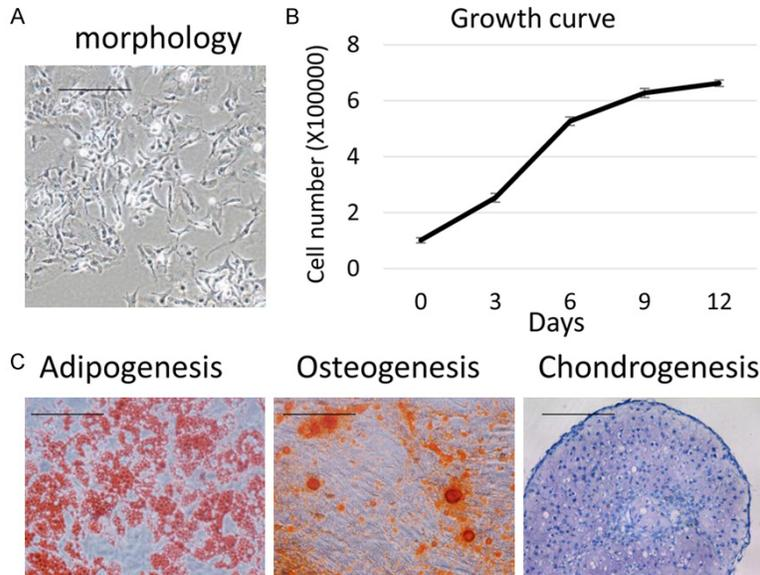 A
morphology
B
Growth curve
Cell number (X100000)
8
6
4
2
0
0 3 6 9 12
Days
C
Adipogenesis
Osteogenesis
Chondrogenesis